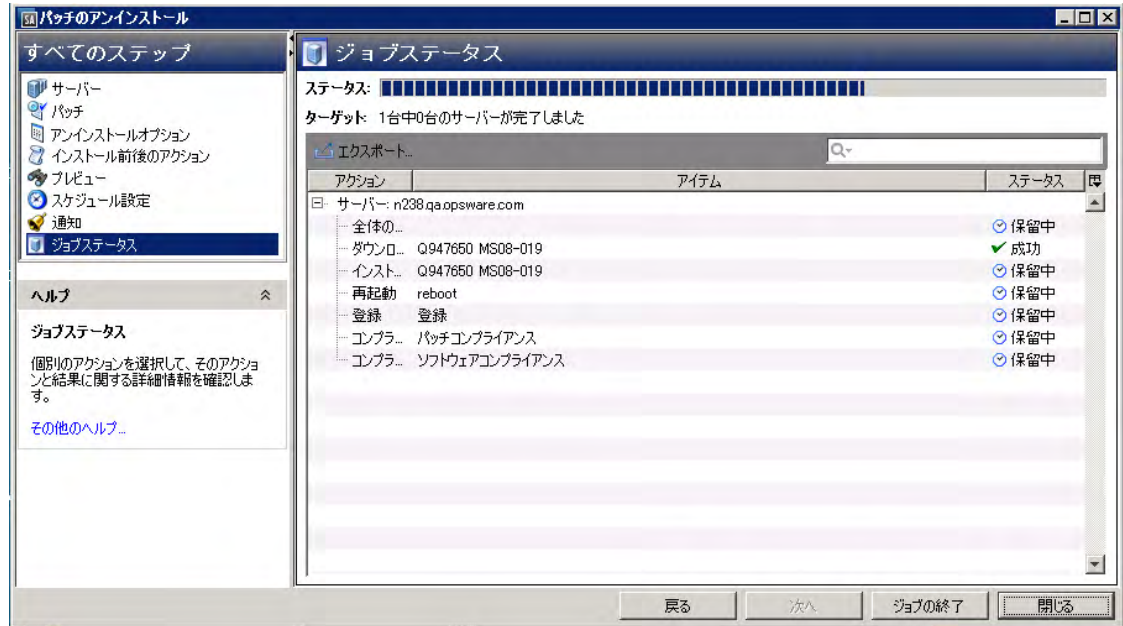 SA パッチのアンインストール
すべてのステップ
サーバー
パッチ
アンインストールオプション
インストール前後のアクション
プレビュー
スケジュール設定
通知
ジョブステータス
ヘルプ
ジョブステータス
個別のアクションを選択して、そのアクショ
ンと結果に関する詳細情報を確認しま
す。
その他のヘルプ...
ジョブステータス
ステータス:
ターゲット: 1台中0台のサーバーが完了しました
エクスポート...
アクション アイテム ステータス
サーバー: n238.qa.opsware.com
全体の... 保留中
ダウンロ... Q947650 MS08-019 成功
インスト... Q947650 MS08-019 保留中
再起動 reboot 保留中
登録 登録 保留中
コンプラ... パッチコンプライアンス 保留中
コンプラ... ソフトウェアコンプライアンス 保留中
戻る 次へ ジョブの終了 閉じる